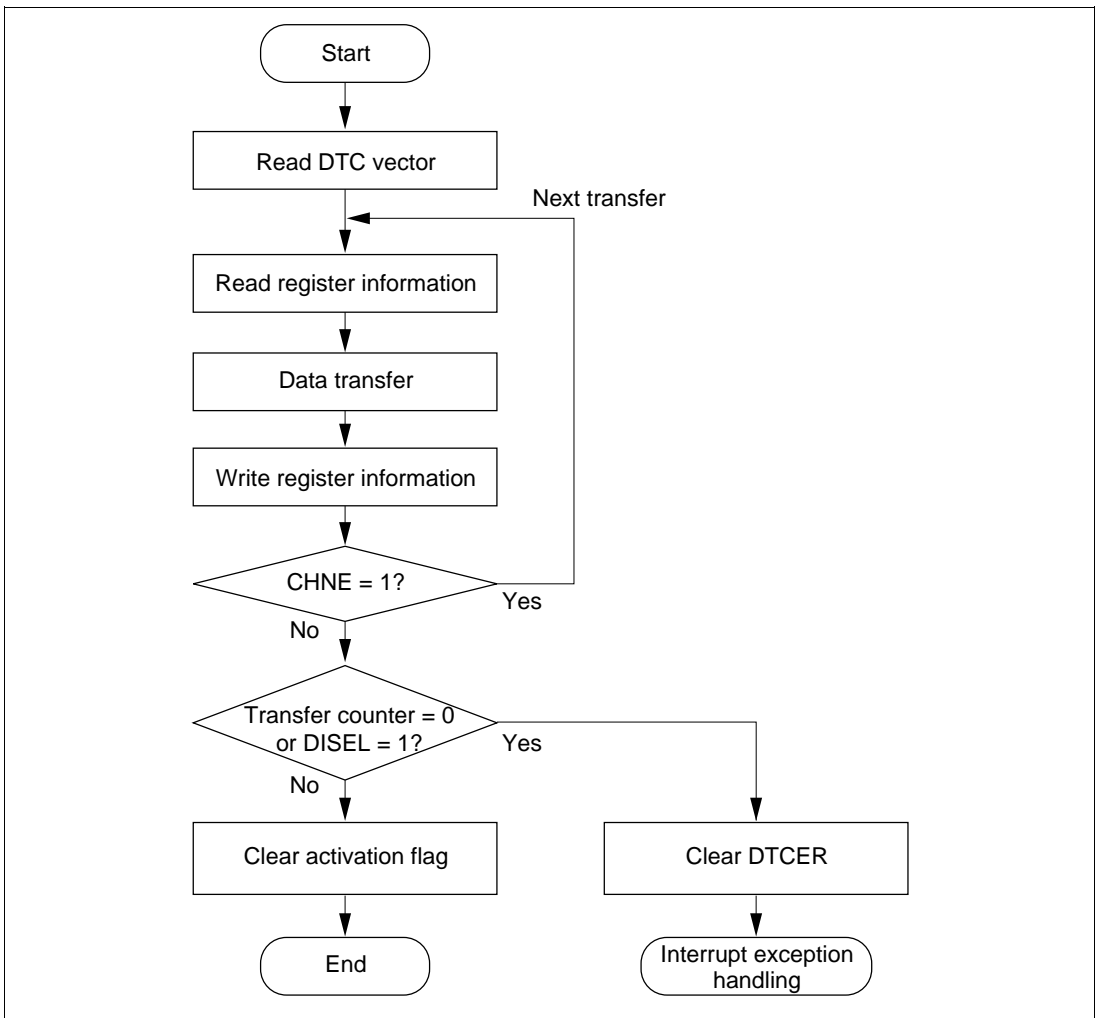 Start
Read DTC vector
Next transfer
Read register information
Data transfer
Write register information
CHNE = 1?
Yes
No
Transfer counter = 0
or DISEL = 1?
Yes
No
Clear activation flag
Clear DTCER
End
Interrupt exception
handling